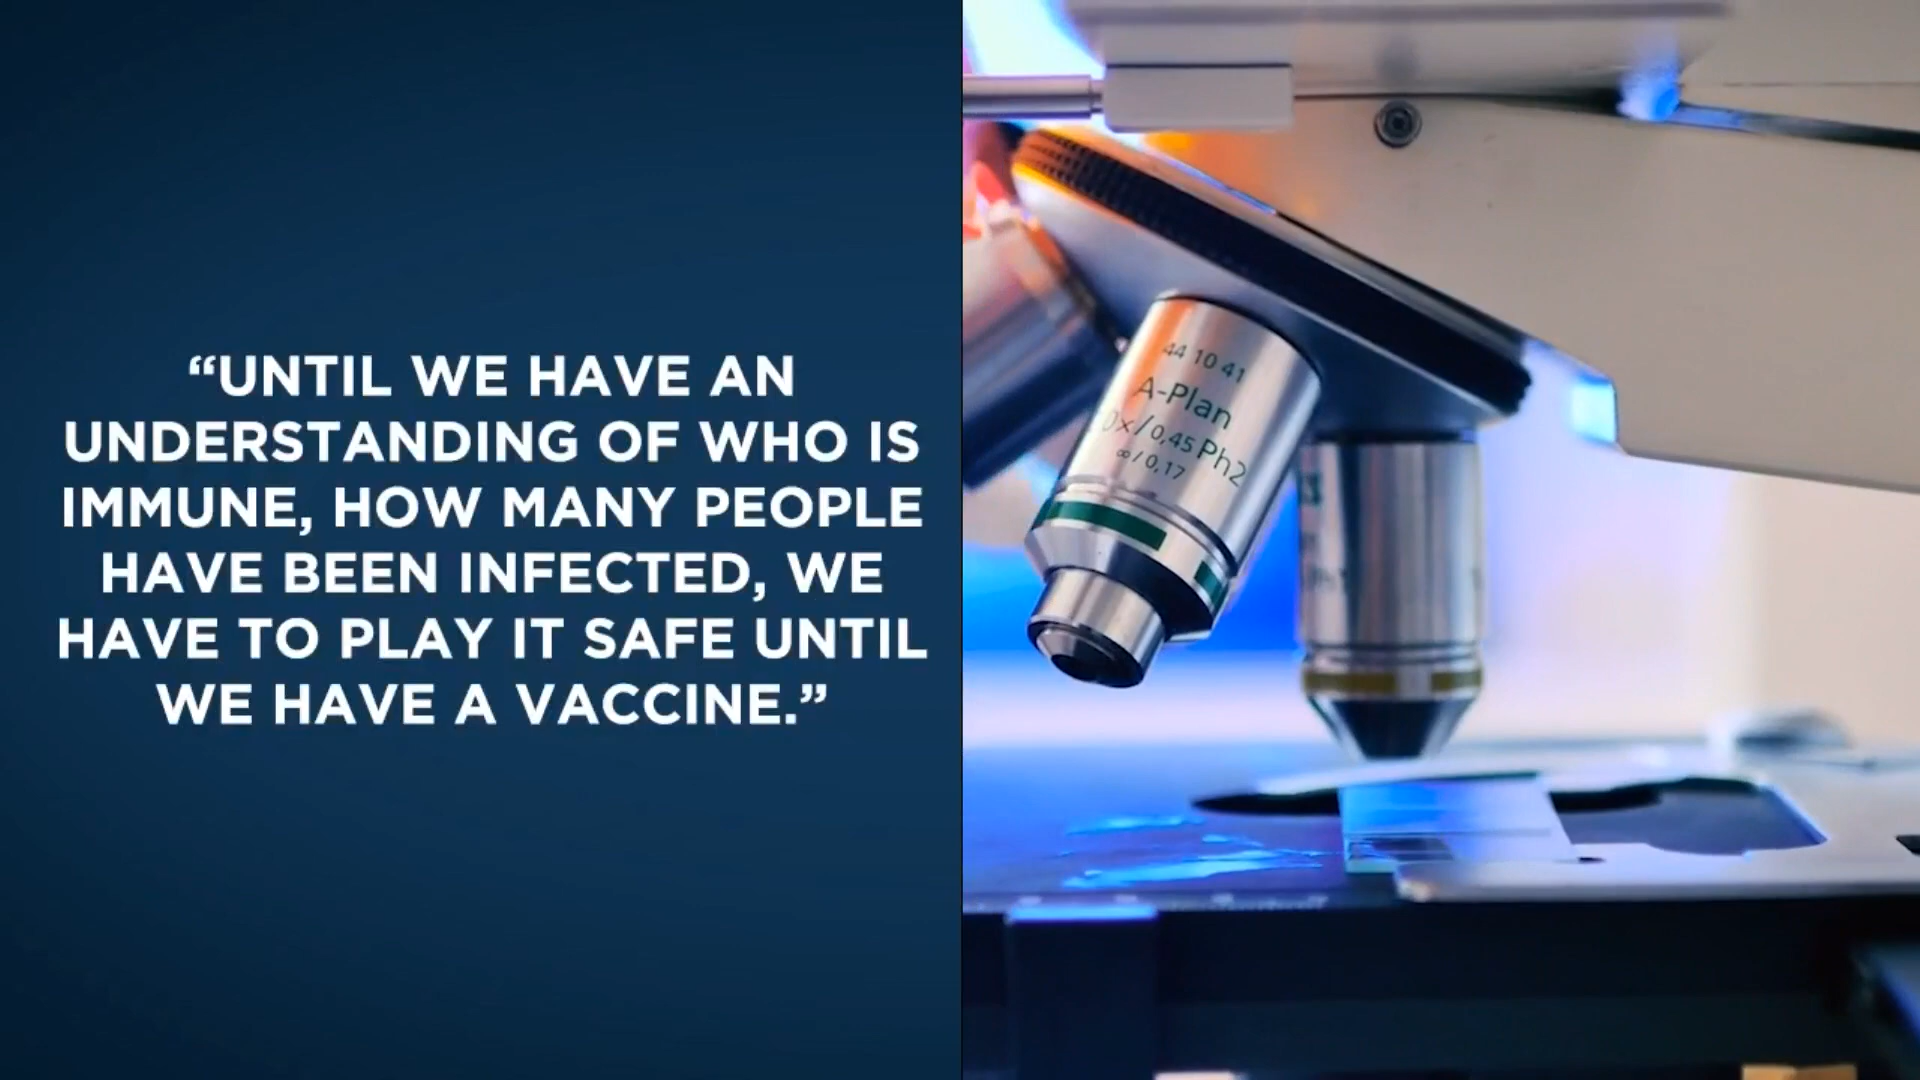 “UNTIL WE HAVE AN
UNDERSTANDING OF WHO IS
IMMUNE, HOW MANY PEOPLE
HAVE BEEN INFECTED, WE
HAVE TO PLAY IT SAFE UNTIL
WE HAVE A VACCINE.”
44 10 41
A-Plan
0x/0,45 Ph2
∞/0,17